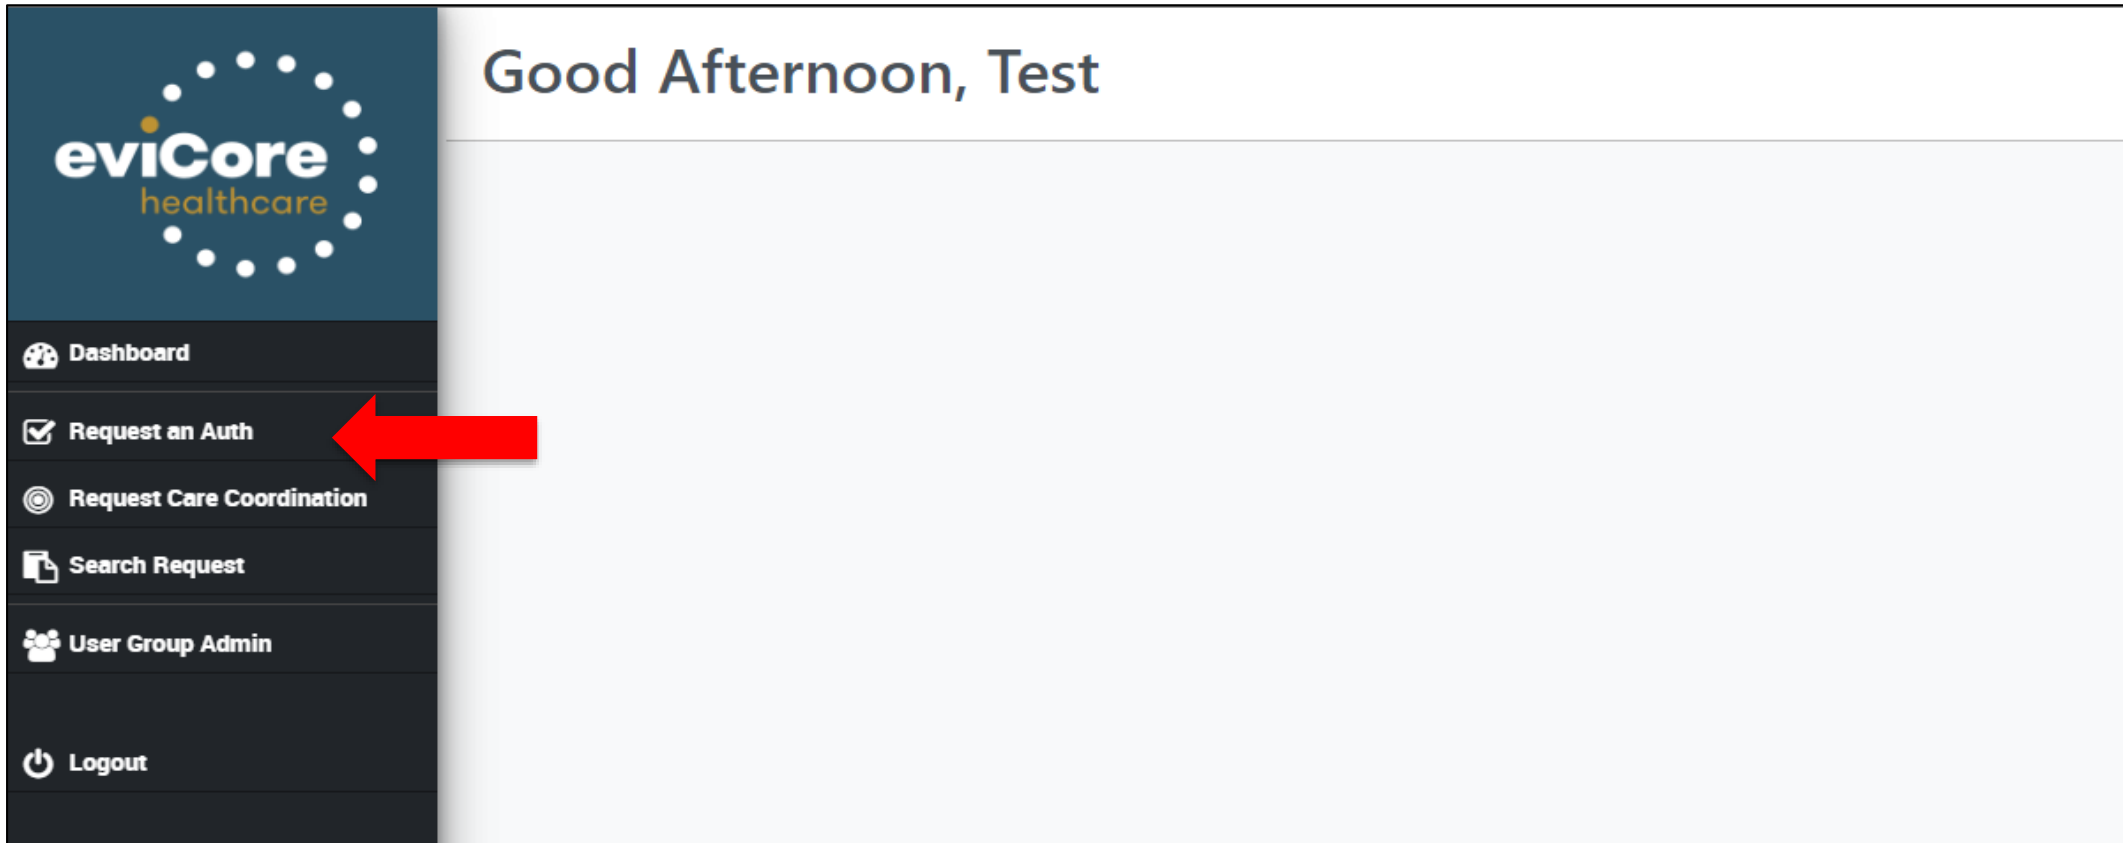 eviCore
healthcare
Good Afternoon, Test
Dashboard
Request an Auth
Request Care Coordination
Search Request
User Group Admin
Logout